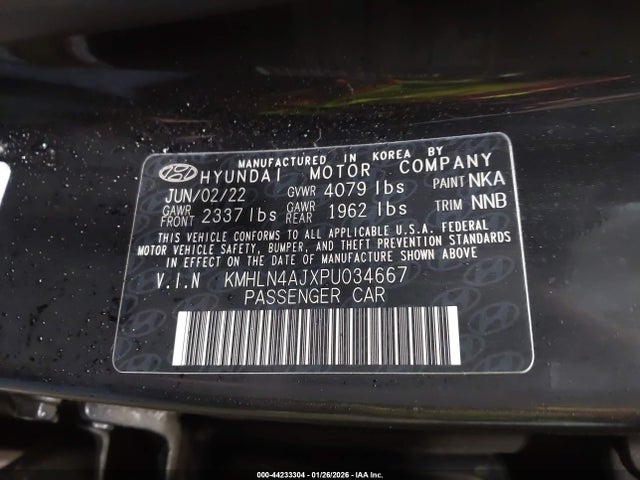 MANUFACTURED IN KOREA BY
HYUNDAI MOTOR COMPANY
JUN/02/22 GVWR 4079 lbs PAINT NKA
GAWR FRONT 2337 lbs GAWR REAR 1962 lbs TRIM NNB
THIS VEHICLE CONFORMS TO ALL APPLICABLE U.S.A. FEDERAL
MOTOR VEHICLE SAFETY, BUMPER, AND THEFT PREVENTION STANDARDS
IN EFFECT ON THE DATE OF MANUFACTURE SHOWN ABOVE
V.I.N KMHLN4AJXPU034667
PASSENGER CAR
000-44233304 - 01/26/2026 - IAA Inc.